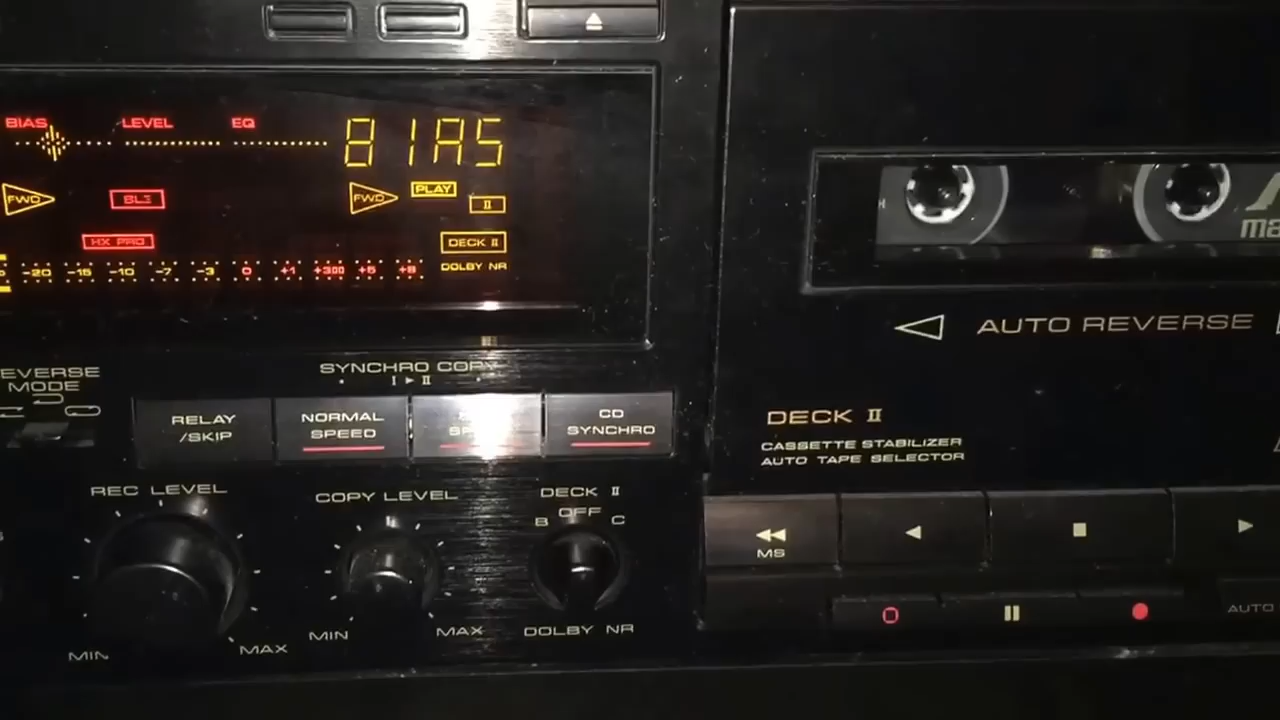 BIAS LEVEL EQ
BIAS
FWD
FWD PLAY
II
HX PRO
DECK II
-20 -15 -10 -7 -3 0 +1 +3 +5 +8 DOLBY NR
AUTO REVERSE
EVERSE
MODE
SYNCHRO COPY
I ▸ II
RELAY
/SKIP
NORMAL
SPEED
CD
SYNCHRO
DECK II
CASSETTE STABILIZER
AUTO TAPE SELECTOR
REC LEVEL
MIN MAX
COPY LEVEL
MIN MAX
DECK II
B OFF C
DOLBY NR
MS
AUTO